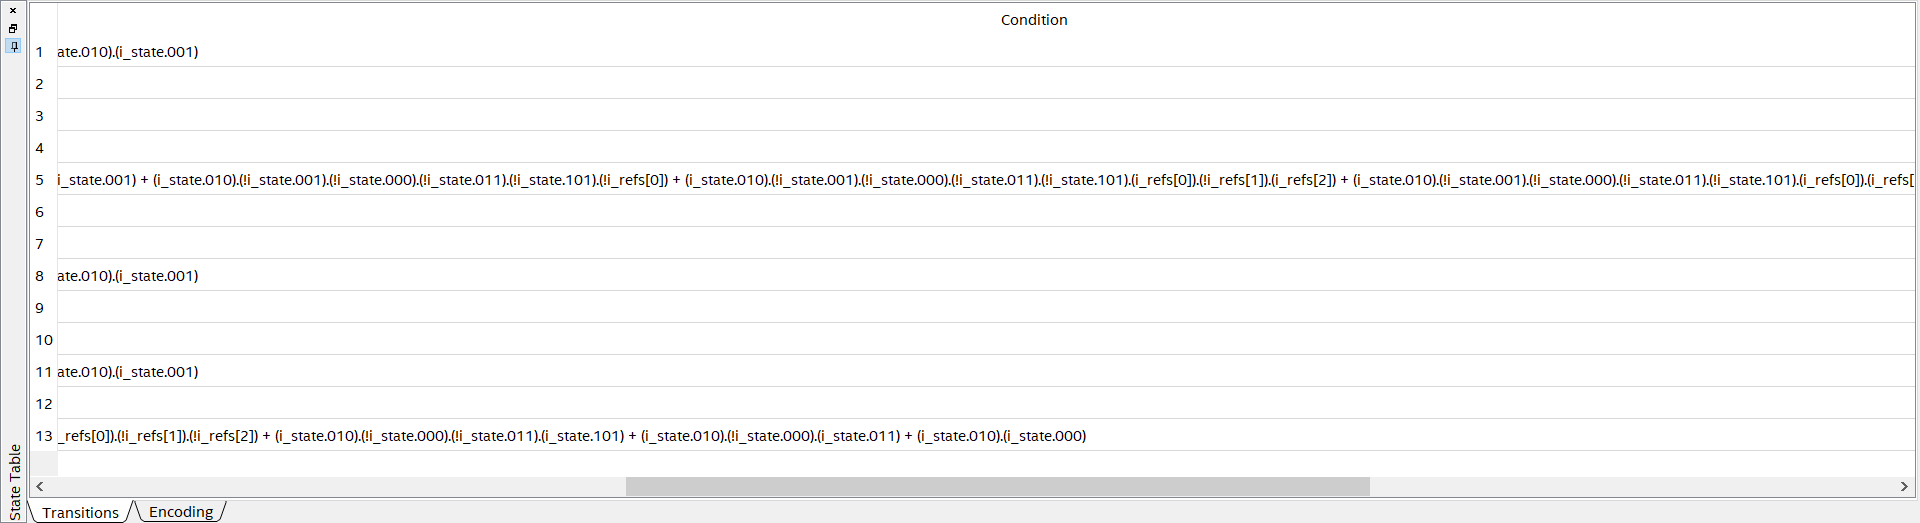 Condition
1 ate.010).(i_state.001)
2
3
4
5 i_state.001) + (i_state.010).(!i_state.001).(!i_state.000).(!i_state.011).(!i_state.101).(!i_refs[0]) + (i_state.010).(!i_state.001).(!i_state.000).(!i_state.011).(!i_state.101).(i_refs[0]).(!i_refs[1]).(i_refs[2]) + (i_state.010).(!i_state.001).(!i_state.000).(!i_state.011).(!i_state.101).(i_refs[0]).(i_refs[
6
7
8 ate.010).(i_state.001)
9
10
11 ate.010).(i_state.001)
12
13 _refs[0]).(!i_refs[1]).(!i_refs[2]) + (i_state.010).(!i_state.000).(!i_state.011).(i_state.101) + (i_state.010).(!i_state.000).(i_state.011) + (i_state.010).(i_state.000)
State Table
Transitions Encoding